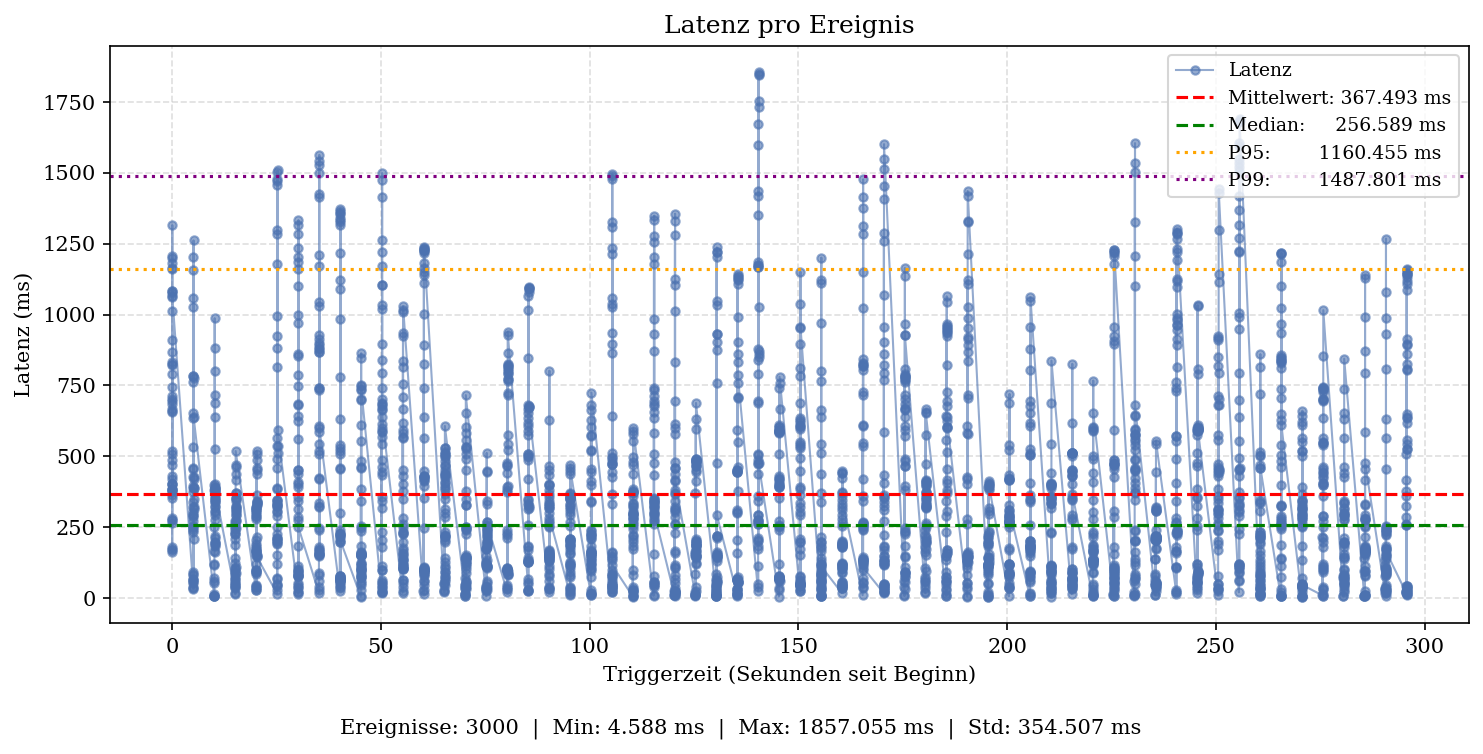 Latenz pro Ereignis
Latenz
Mittelwert: 367.493 ms
Median: 256.589 ms
P95: 1160.455 ms
P99: 1487.801 ms
Latenz (ms)
1750
1500
1250
1000
750
500
250
0
0 50 100 150 200 250 300
Triggerzeit (Sekunden seit Beginn)
Ereignisse: 3000 | Min: 4.588 ms | Max: 1857.055 ms | Std: 354.507 ms